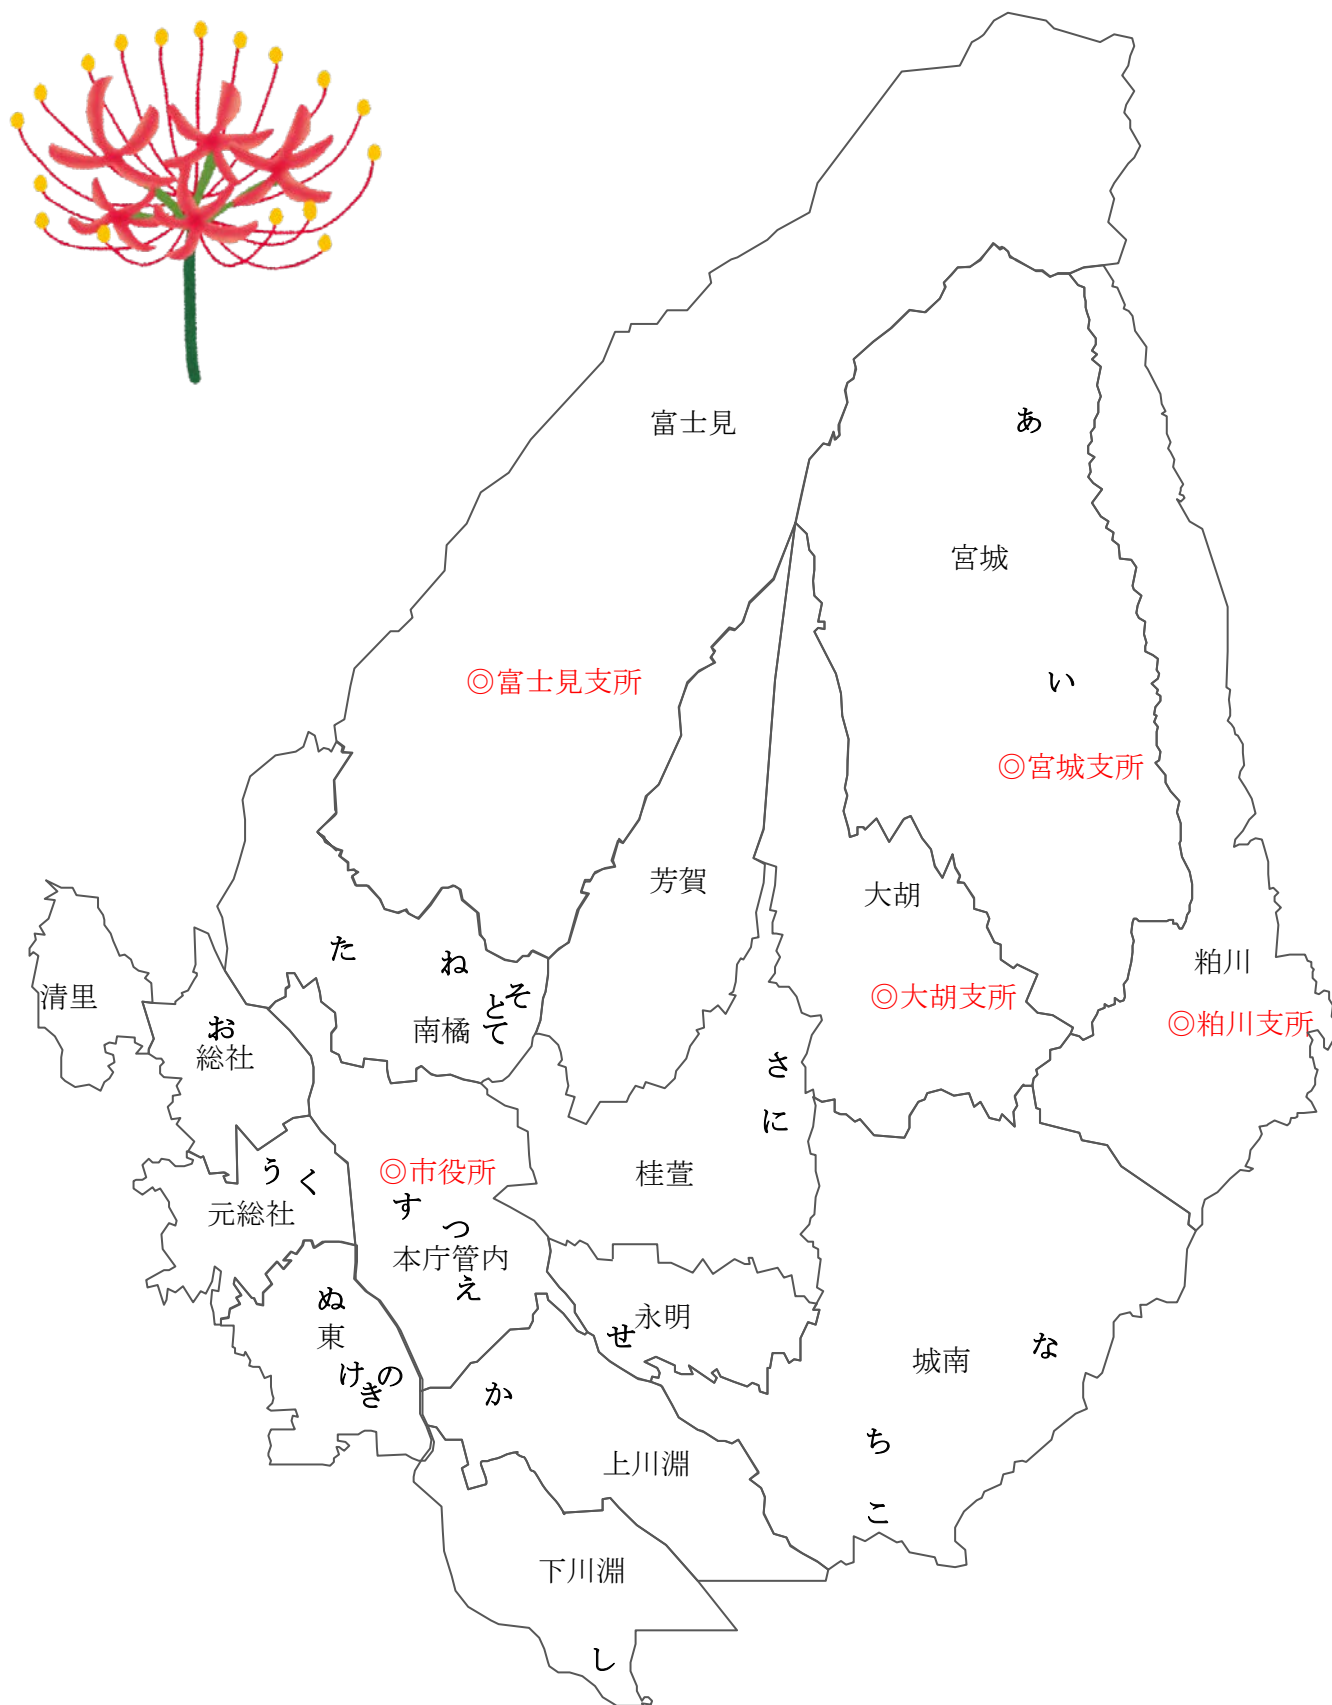 あ
富士見
宮城
い
◎富士見支所
◎宮城支所
芳賀
大胡
た
ね
粕川
清里
そ
と
◎大胡支所
お
南橘
て
◎粕川支所
総社
さ
に
う
く
◎市役所
桂萱
元総社
す
つ
本庁管内
え
ぬ
東
せ
永明
な
城南
け
き
の
か
ち
上川淵
こ
下川淵
し